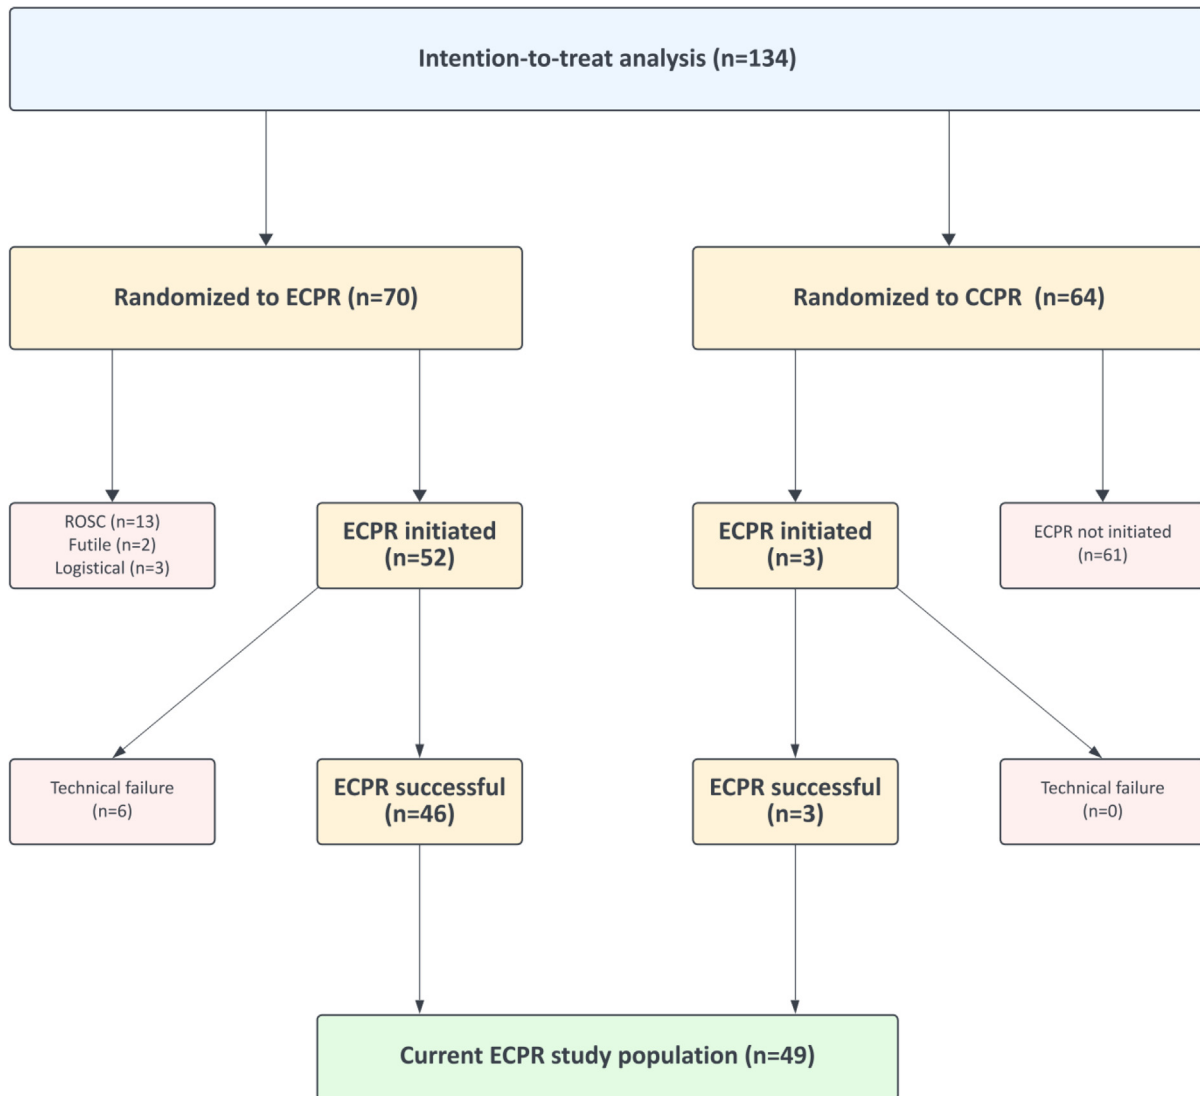 Intention-to-treat analysis (n=134)
Randomized to ECPR (n=70)
Randomized to CCPR  (n=64)
ROSC (n=13)
Futile (n=2)
Logistical (n=3)
ECPR initiated
(n=52)
ECPR initiated
(n=3)
ECPR not initiated
(n=61)
Technical failure
(n=6)
ECPR successful
(n=46)
ECPR successful
(n=3)
Technical failure
(n=0)
Current ECPR study population (n=49)